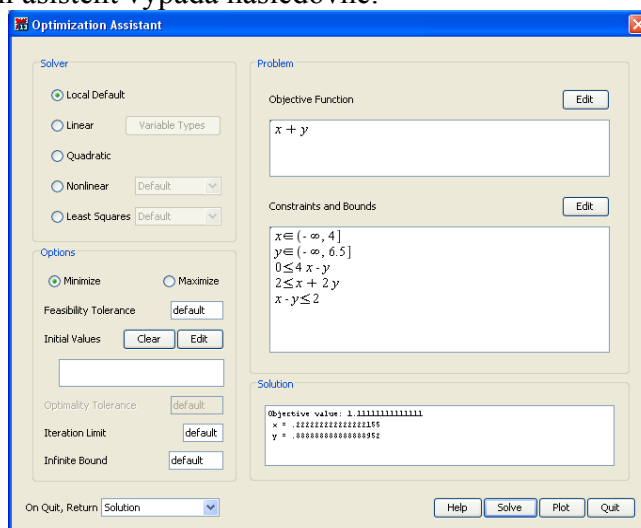 asistent vypadá následovně:
Optimization Assistant
Solver
Local Default
Linear Variable Types
Quadratic
Nonlinear Default
Least Squares Default
Options
Minimize Maximize
Feasibility Tolerance default
Initial Values Clear Edit
Optimality Tolerance default
Iteration Limit default
Infinite Bound default
Problem
Objective Function Edit
x + y
Constraints and Bounds Edit
x∈(-∞, 4]
y∈(-∞, 6.5]
0≤4 x - y
2≤x + 2 y
x - y≤2
Solution
Objective value: 1.11111111111111
x = .222222222222222155
y = .888888888888888952
On Quit, Return Solution Help Solve Plot Quit